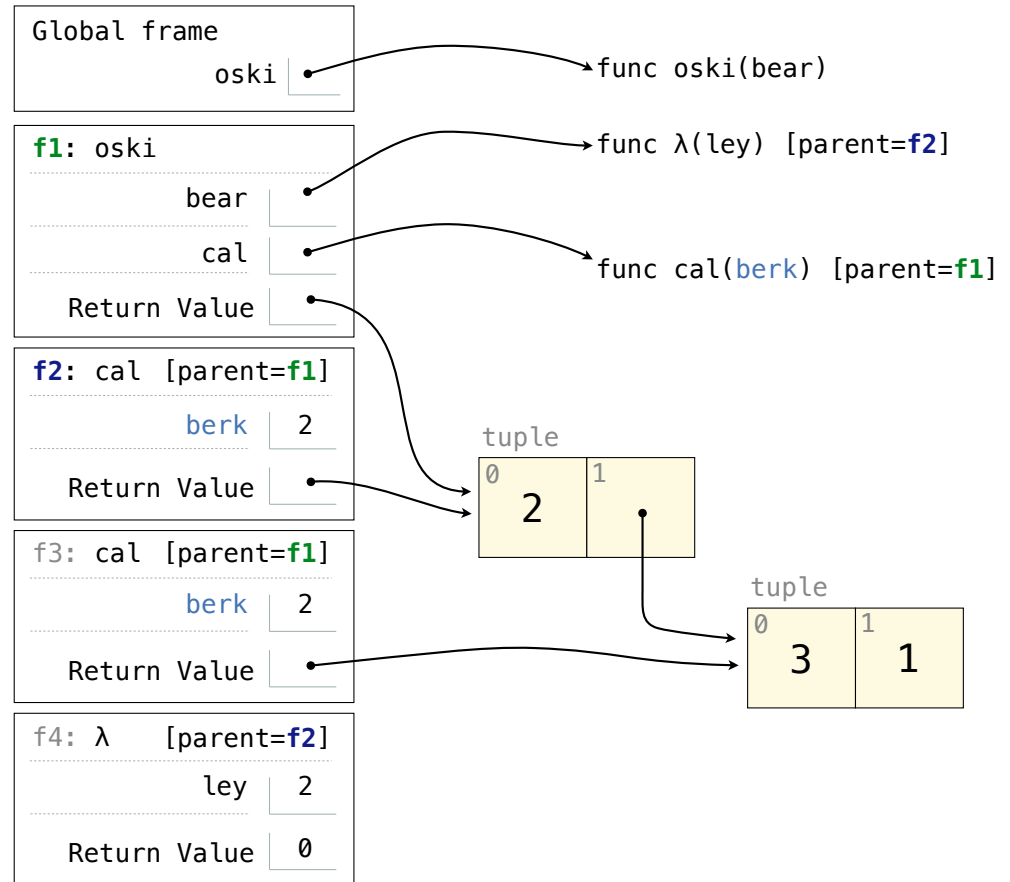 Global frame
oski
func oski(bear)
f1: oski
func λ(ley) [parent=f2]
bear
cal
func cal(berk) [parent=f1]
Return Value
f2: cal [parent=f1]
berk 2
Return Value
tuple
0 1
2
f3: cal [parent=f1]
berk 2
Return Value
tuple
0 1
3 1
f4: λ [parent=f2]
ley 2
Return Value 0